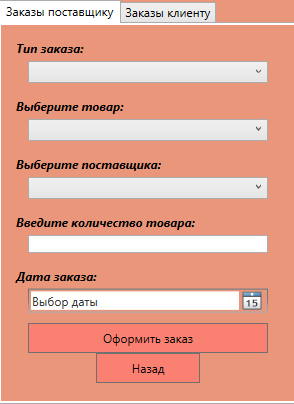 Заказы поставщику Заказы клиенту
Тип заказа:
Выберите товар:
Выберите поставщика:
Введите количество товара:
Дата заказа:
Выбор даты 15
Оформить заказ
Назад